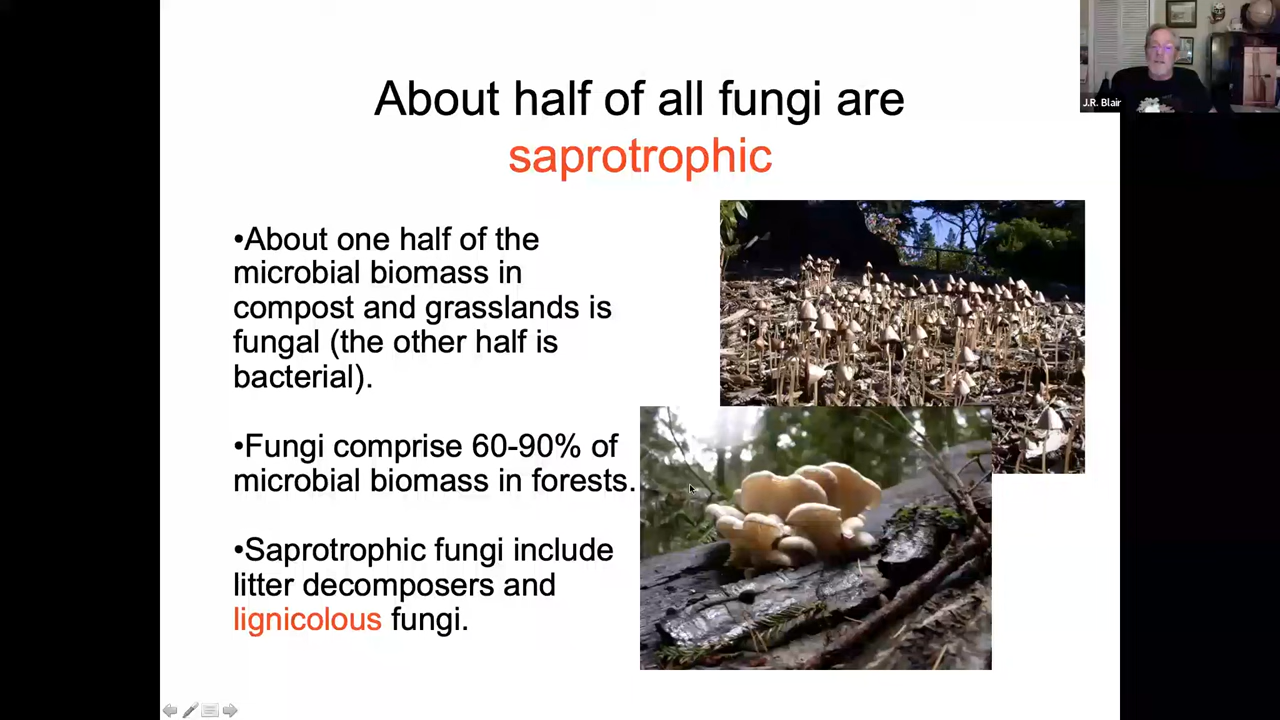 About half of all fungi are
saprotrophic
•About one half of the
microbial biomass in
compost and grasslands is
fungal (the other half is
bacterial).
•Fungi comprise 60-90% of
microbial biomass in forests.
•Saprotrophic fungi include
litter decomposers and
lignicolous fungi.
J.R. Blair